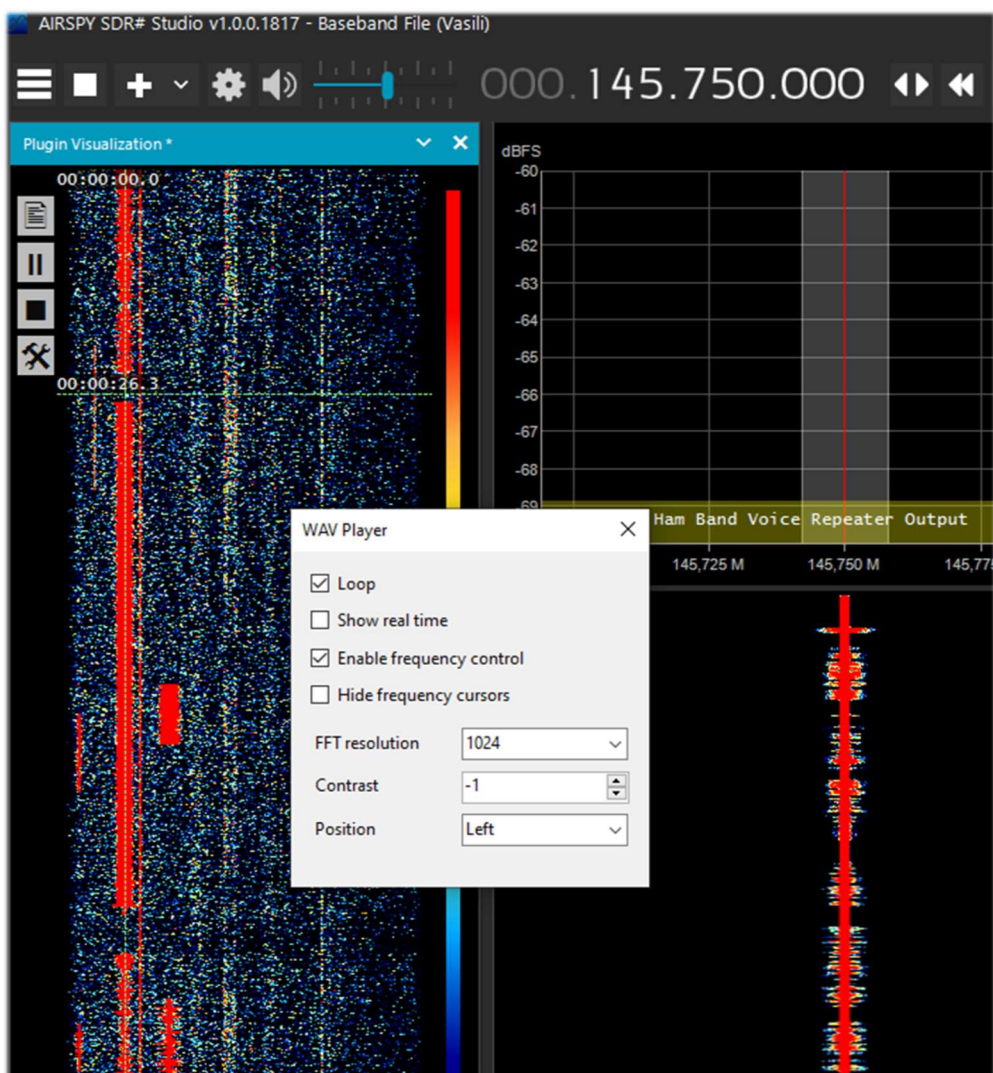 AIRSPY SDR# Studio v1.0.0.1817 - Baseband File (Vasili)
000.145.750.000
Plugin Visualization *
00:00:00.0
00:00:26.3
dBFS
-60
-61
-62
-63
-64
-65
-66
-67
-68
-69
Ham Band Voice Repeater Output
145,725 M
145,750 M
145,775
WAV Player
Loop
Show real time
Enable frequency control
Hide frequency cursors
FFT resolution
1024
Contrast
-1
Position
Left